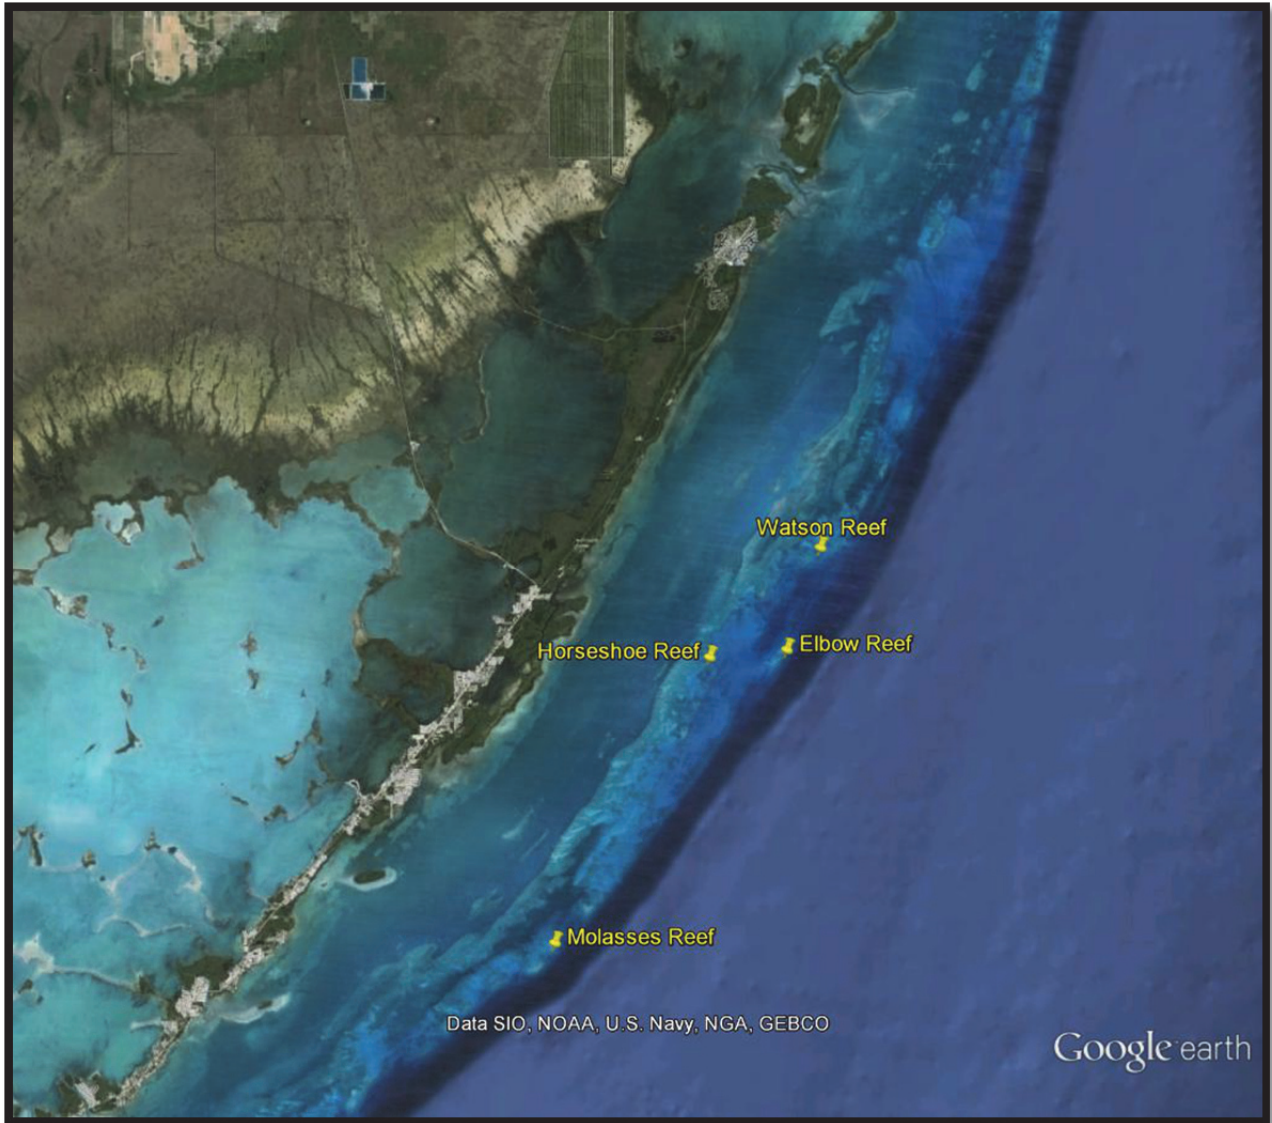 Watson Reef
Horseshoe Reef
Elbow Reef
Molasses Reef
Data SIO, NOAA, U.S. Navy, NGA, GEBCO
Google earth